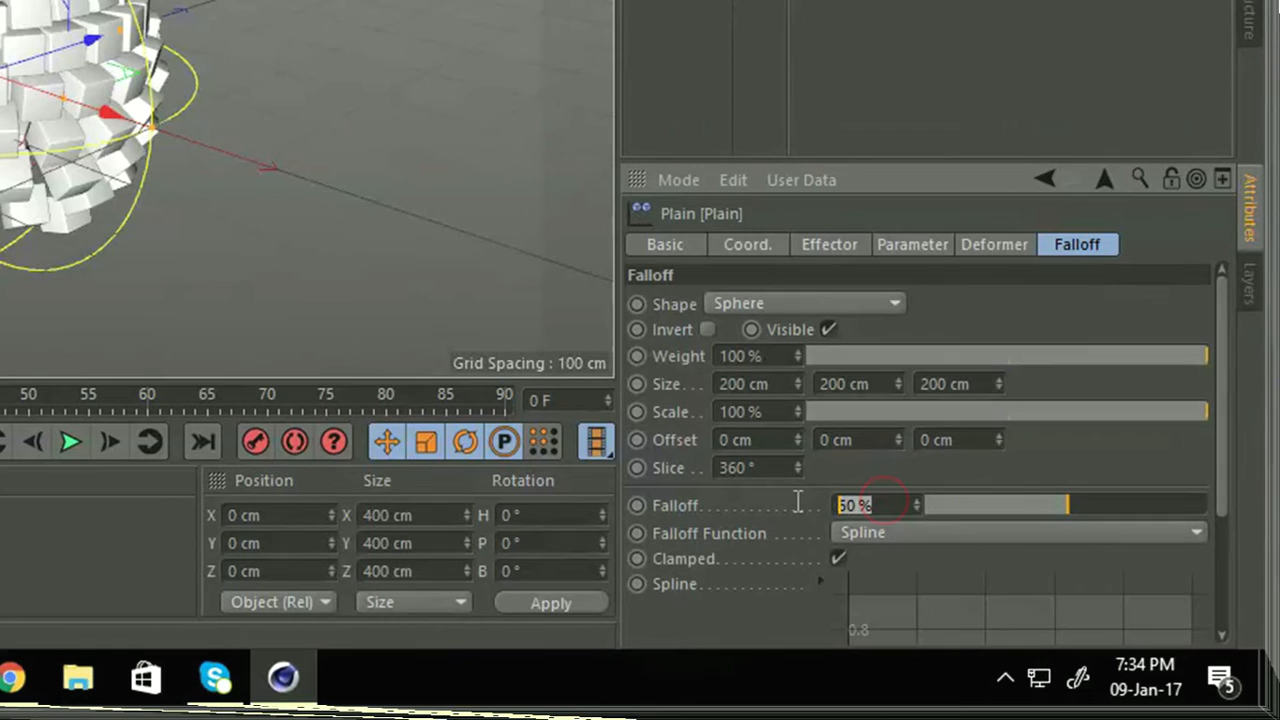 ucture
Mode Edit User Data
Attributes
Layers
Plain [Plain]
Basic Coord. Effector Parameter Deformer Falloff
Falloff
Shape Sphere
Invert Visible
Weight 100 %
Size . . . 200 cm 200 cm 200 cm
Scale . . 100 %
Offset 0 cm 0 cm 0 cm
Slice . . 360 °
Falloff . . . . . . . . . . . . 50 %
Falloff Function . . . . . . Spline
Clamped . . . . . . . . . .
Spline . . . . . . . . . . . .
0.8
Grid Spacing : 100 cm
50 55 60 65 70 75 80 85 90 0 F
P
Position Size Rotation
X 0 cm X 400 cm H 0 °
Y 0 cm Y 400 cm P 0 °
Z 0 cm Z 400 cm B 0 °
Object (Rel) Size Apply
7:34 PM
09-Jan-17
5